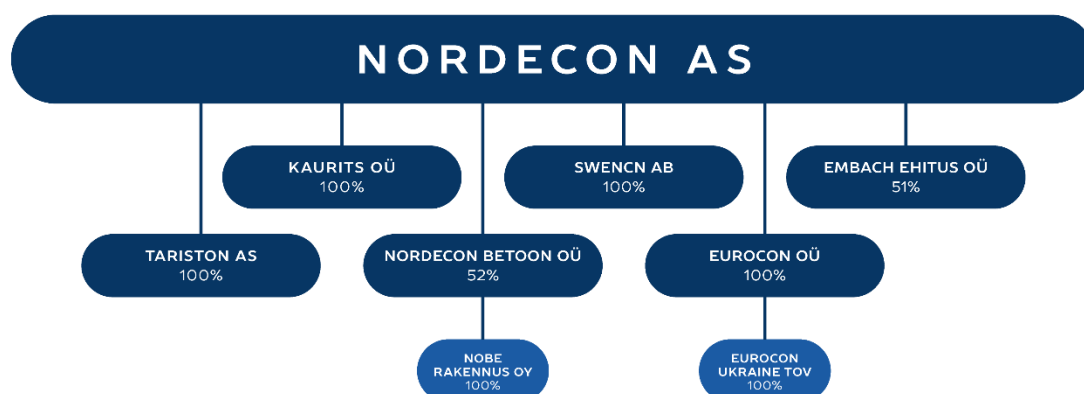 NORDECON AS
KAURITS OÜ
100%
SWENCN AB
100%
EMBACH EHITUS OÜ
51%
TARISTON AS
100%
NORDECON BETOON OÜ
52%
EUROCON OÜ
100%
NOBE
RAKENNUS OY
100%
EUROCON
UKRAINE TOV
100%